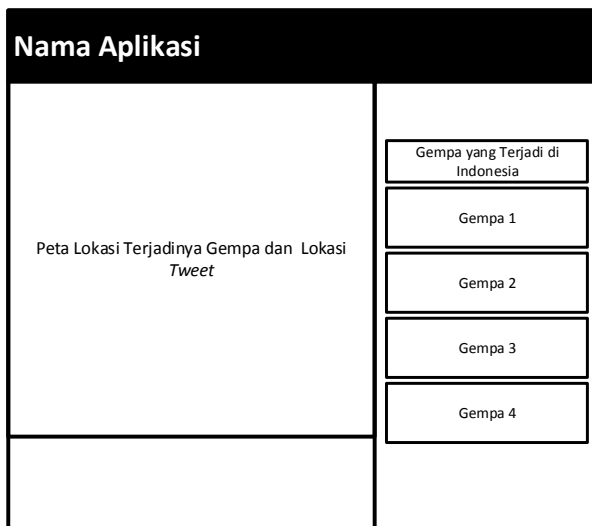 Nama Aplikasi
Peta Lokasi Terjadinya Gempa dan Lokasi
Tweet
Gempa yang Terjadi di
Indonesia
Gempa 1
Gempa 2
Gempa 3
Gempa 4